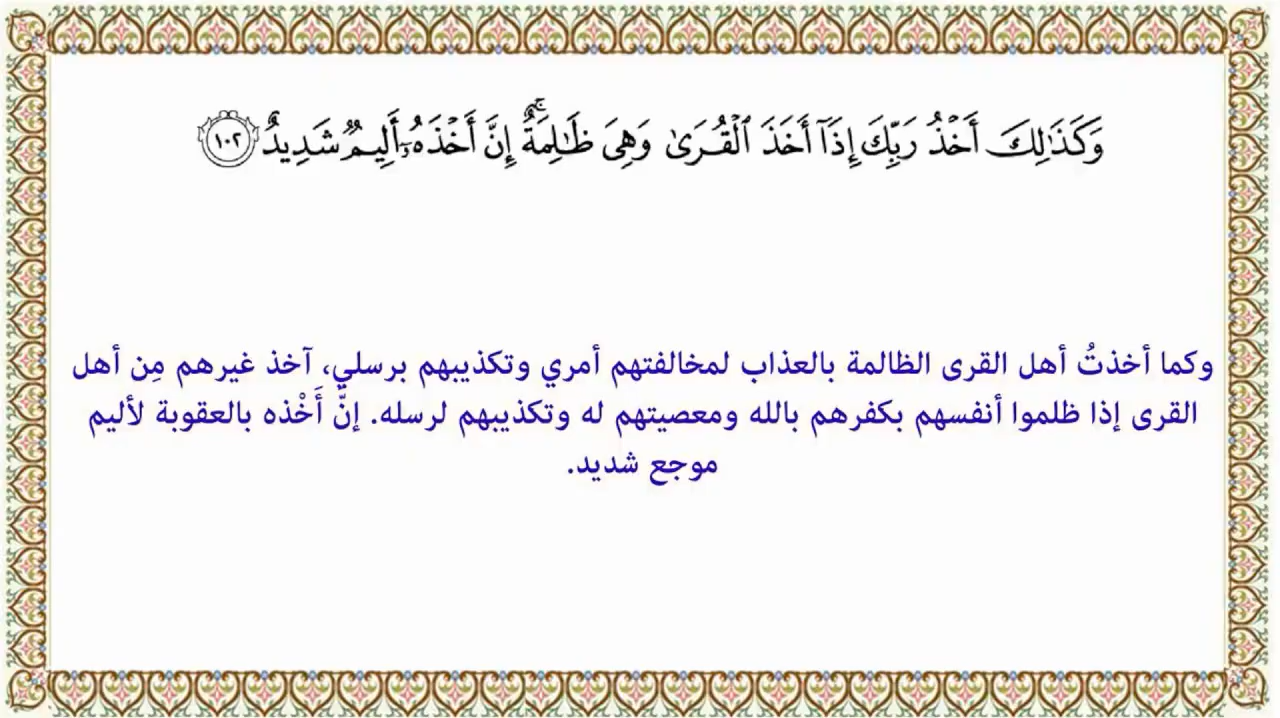 وَكَذَٰلِكَ أَخْذُ رَبِّكَ إِذَآ أَخَذَ ٱلْقُرَىٰ وَهِىَ ظَٰلِمَةٌ ۚ إِنَّ أَخْذَهُۥٓ أَلِيمٌ شَدِيدٌ ١٠٢
وكما أخذتُ أهل القرى الظالمة بالعذاب لمخالفتهم أمري وتكذيبهم برسلي، آخذ غيرهم مِن أهل
القرى إذا ظلموا أنفسهم بكفرهم بالله ومعصيتهم له وتكذيبهم لرسله. إنَّ أَخْذه بالعقوبة لأليم
موجع شديد.